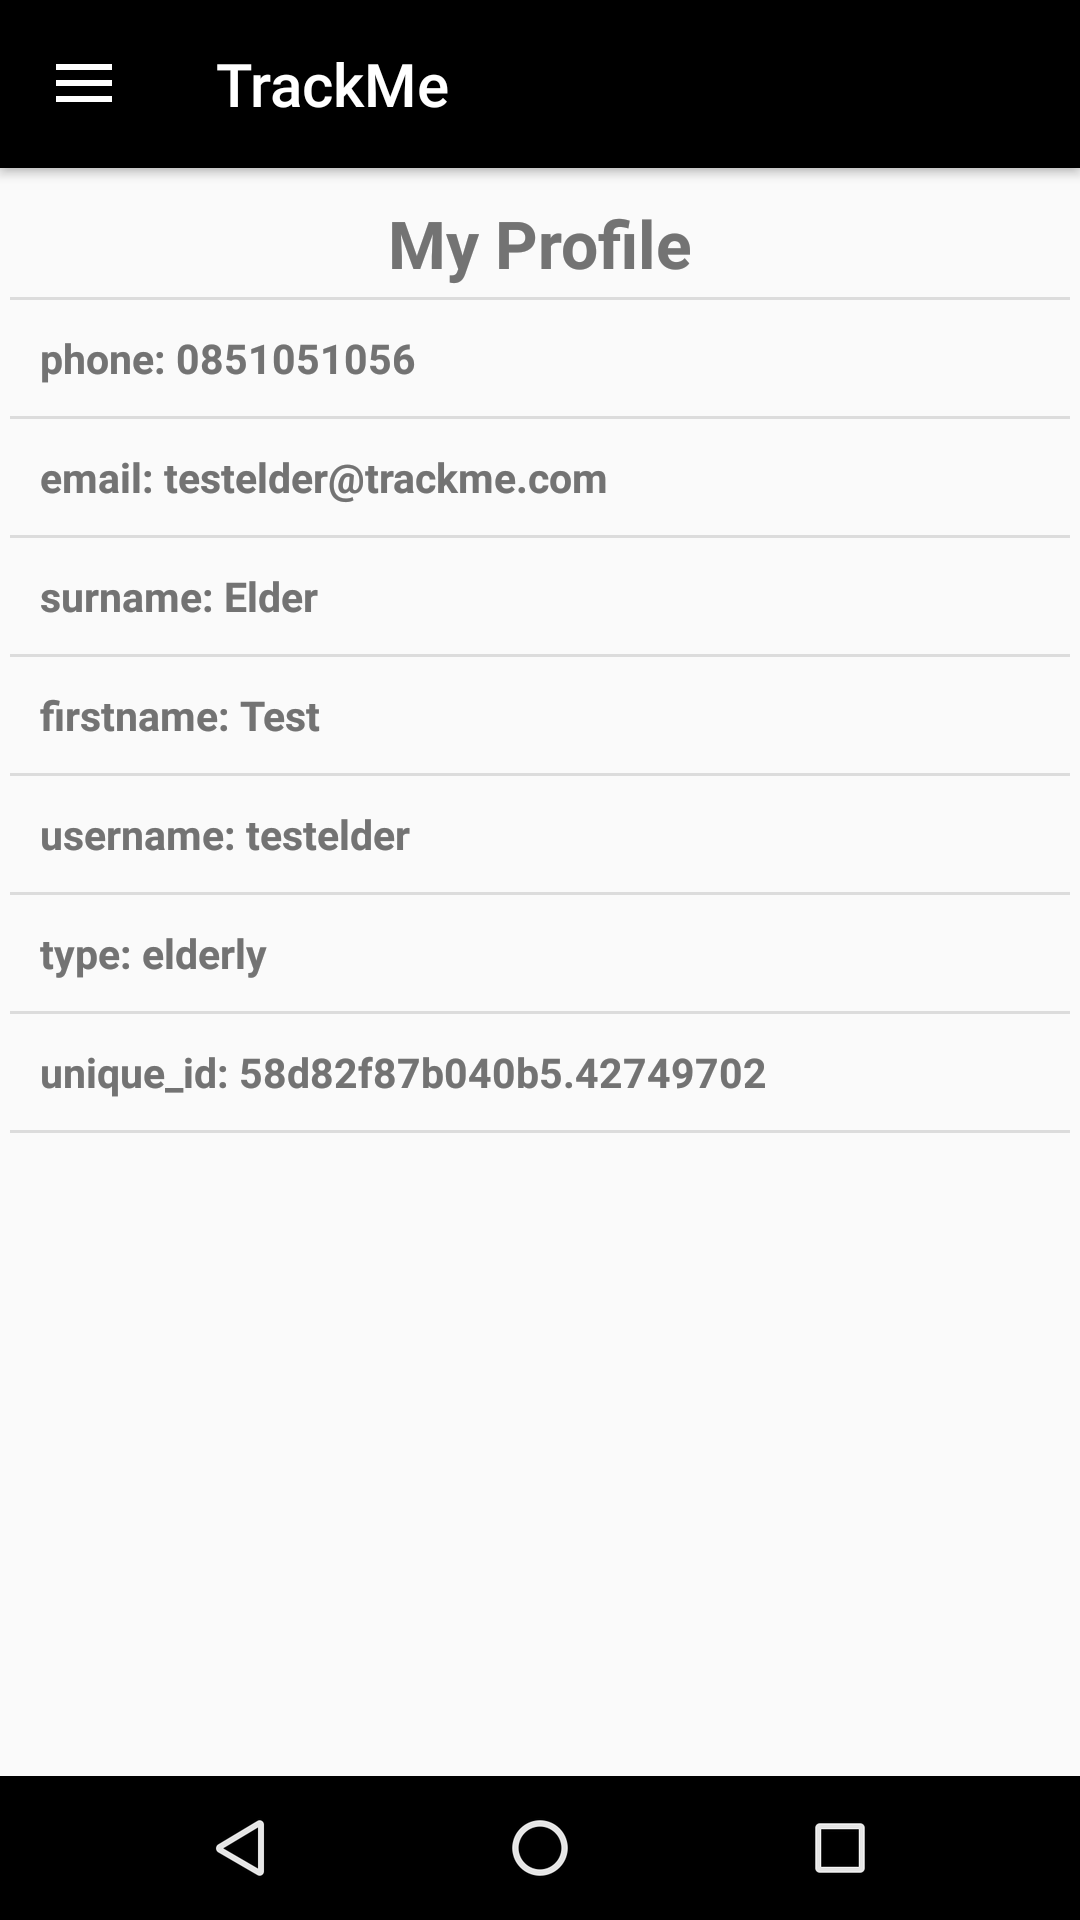 TrackMe
My Profile
phone: 0851051056
email: testelder@trackme.com
surname: Elder
firstname: Test
username: testelder
type: elderly
unique_id: 58d82f87b040b5.42749702